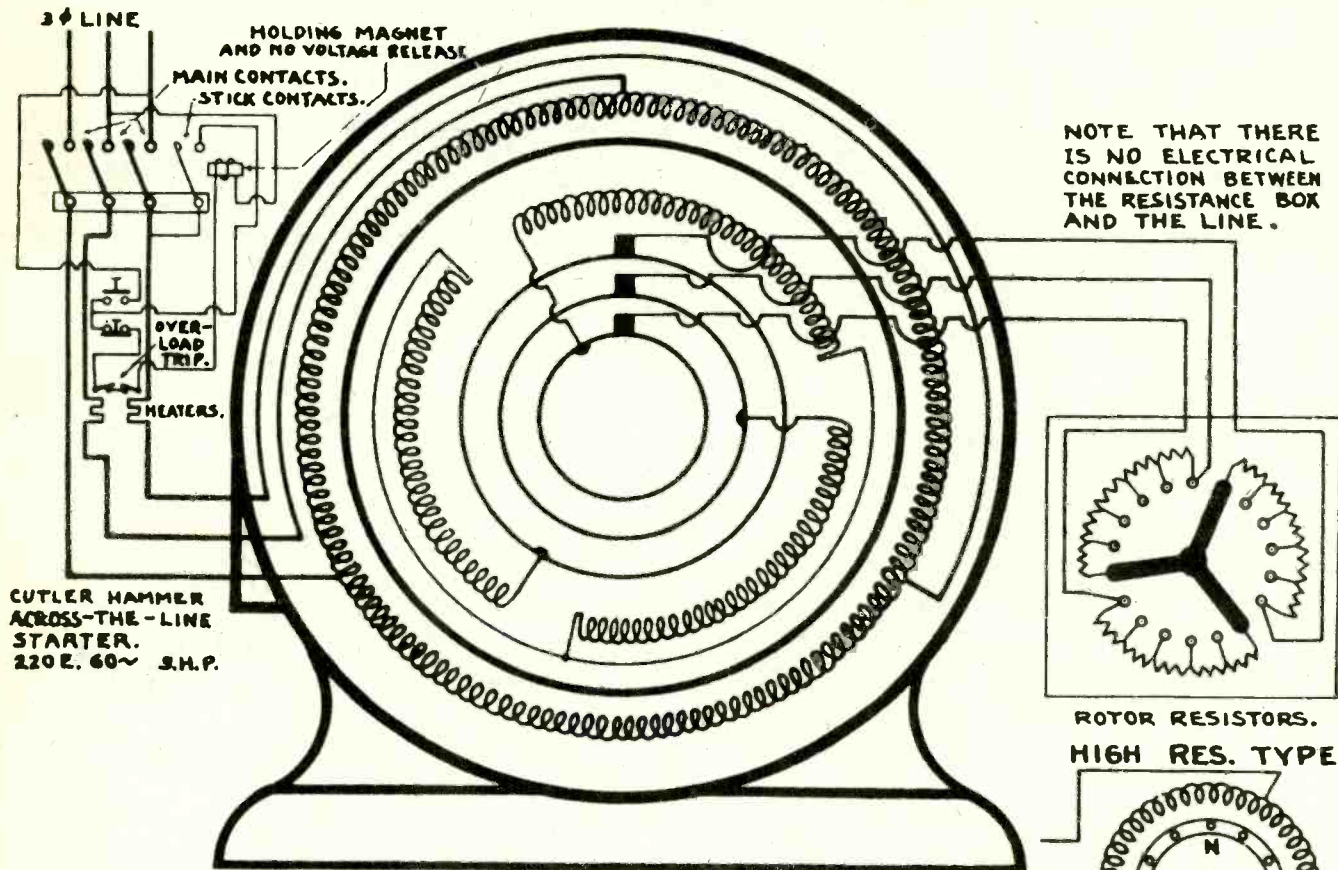 3 ϕ LINE
HOLDING MAGNET
AND NO VOLTAGE RELEASE
MAIN CONTACTS.
STICK CONTACTS.
NOTE THAT THERE
IS NO ELECTRICAL
CONNECTION BETWEEN
THE RESISTANCE BOX
AND THE LINE.
OVER-
LOAD
TRIP.
HEATERS.
CUTLER HAMMER
ACROSS-THE-LINE
STARTER.
220 E. 60~ H.P.
ROTOR RESISTORS.
HIGH RES. TYPE
N